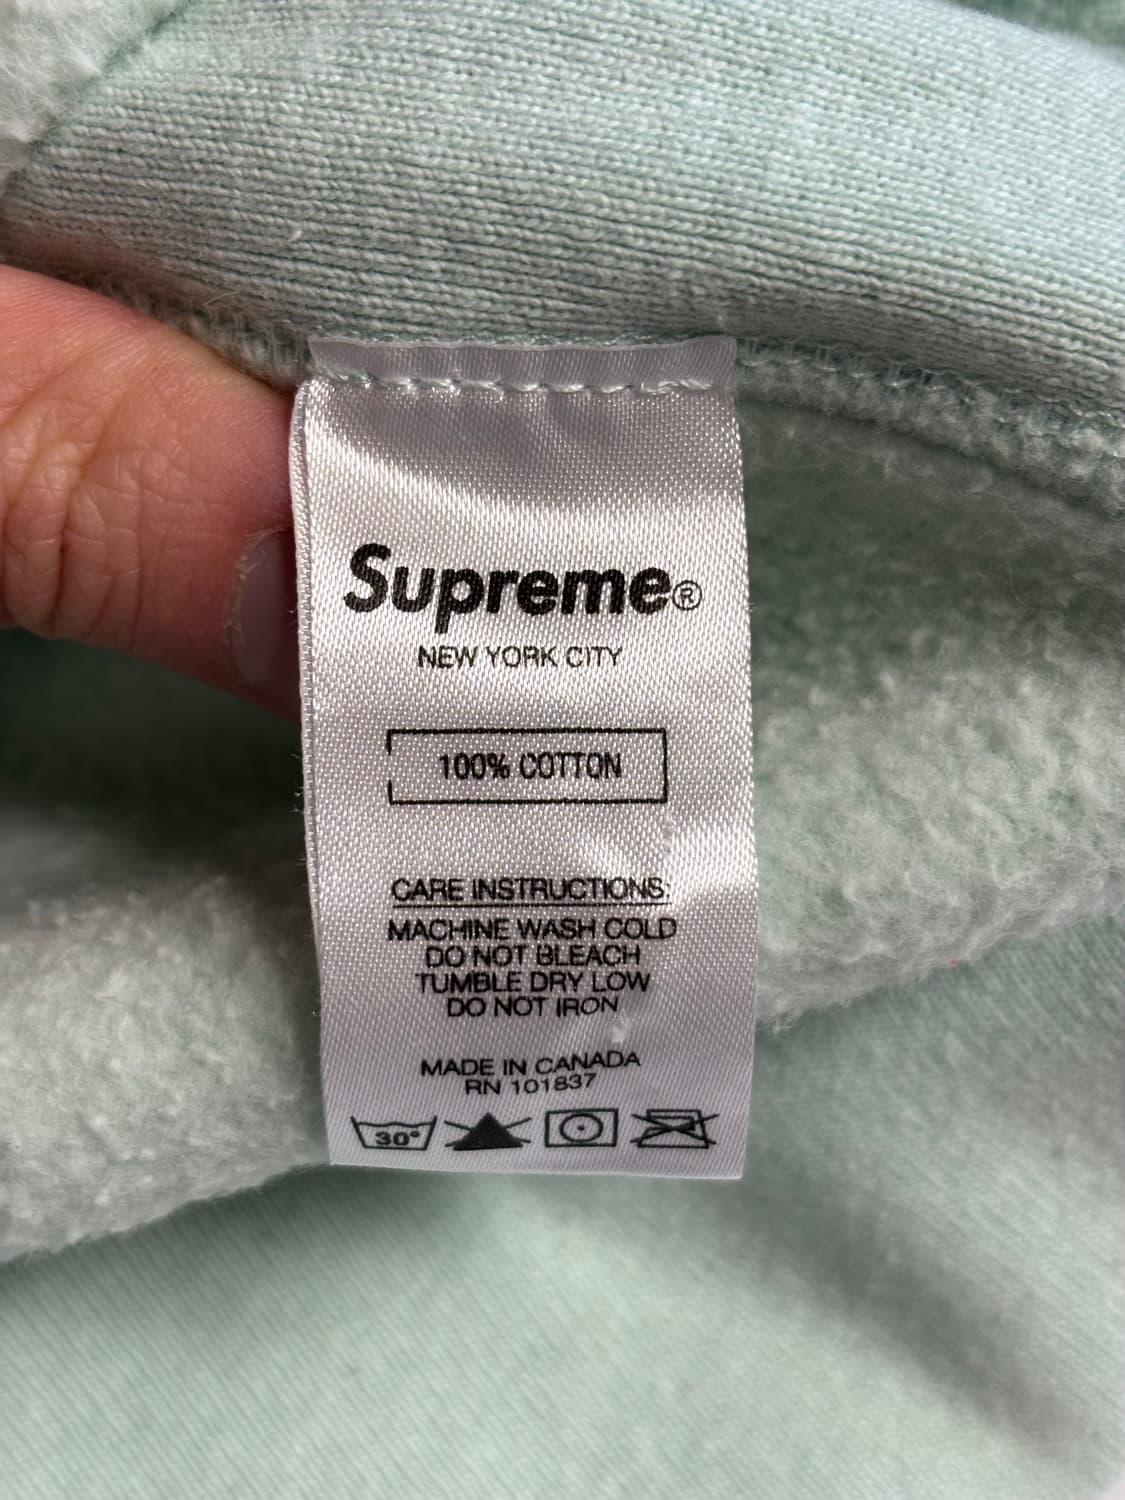 Supreme®
NEW YORK CITY
100% COTTON
CARE INSTRUCTIONS:
MACHINE WASH COLD
DO NOT BLEACH
TUMBLE DRY LOW
DO NOT IRON
MADE IN CANADA
RN 101837
30°